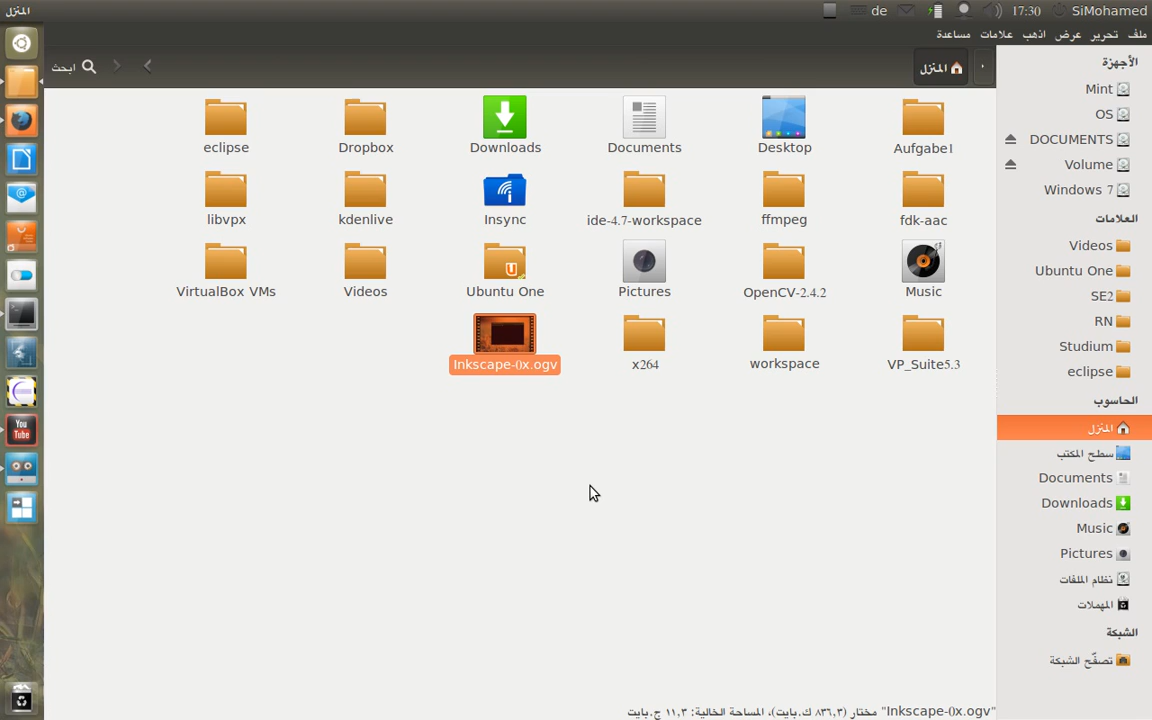 المنزل
de
17:30
SiMohamed
ملف تحرير عرض اذهب علامات مساعدة
المنزل
ابحث
eclipse
Dropbox
Downloads
Documents
Desktop
Aufgabe1
libvpx
kdenlive
Insync
ide-4.7-workspace
ffmpeg
fdk-aac
VirtualBox VMs
Videos
Ubuntu One
Pictures
OpenCV-2.4.2
Music
Inkscape-0x.ogv
x264
workspace
VP_Suite5.3
الأجهزة
Mint
OS
DOCUMENTS
Volume
Windows 7
العلامات
Videos
Ubuntu One
SE2
RN
Studium
eclipse
الحاسوب
المنزل
سطح المكتب
Documents
Downloads
Music
Pictures
نظام الملفات
المهملات
الشبكة
تصفّح الشبكة
You
Tube
"Inkscape-0x.ogv" مختار (٨٣٦٫٣ ك.بايت)، المساحة الخالية: ١١٫٣ ج.بايت